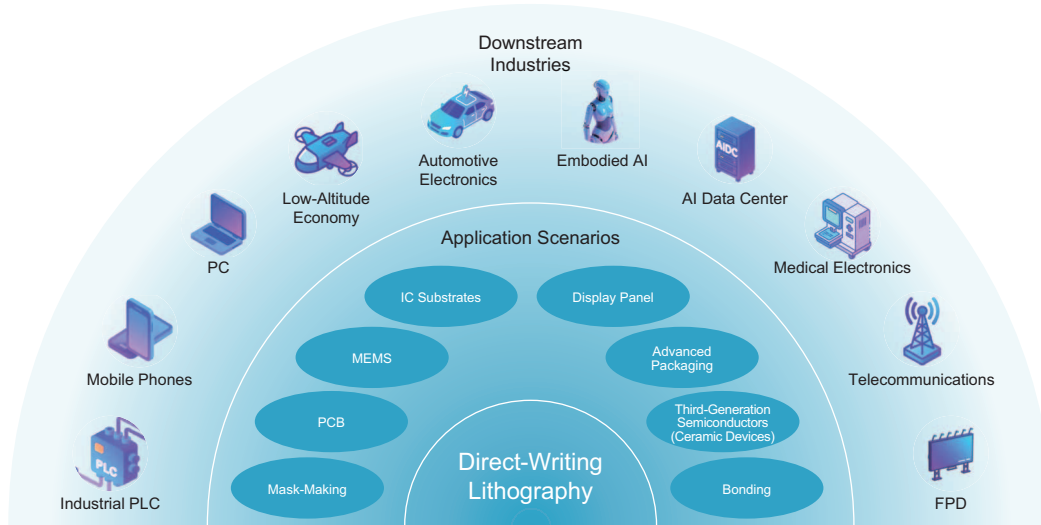 Downstream
Industries
Automotive
Electronics
Embodied AI
Low-Altitude
Economy
AIDC
AI Data Center
PC
Medical Electronics
Mobile Phones
Telecommunications
PLC
Industrial PLC
FPD
Application Scenarios
IC Substrates
Display Panel
MEMS
Advanced
Packaging
PCB
Third-Generation
Semiconductors
(Ceramic Devices)
Mask-Making
Bonding
Direct-Writing
Lithography